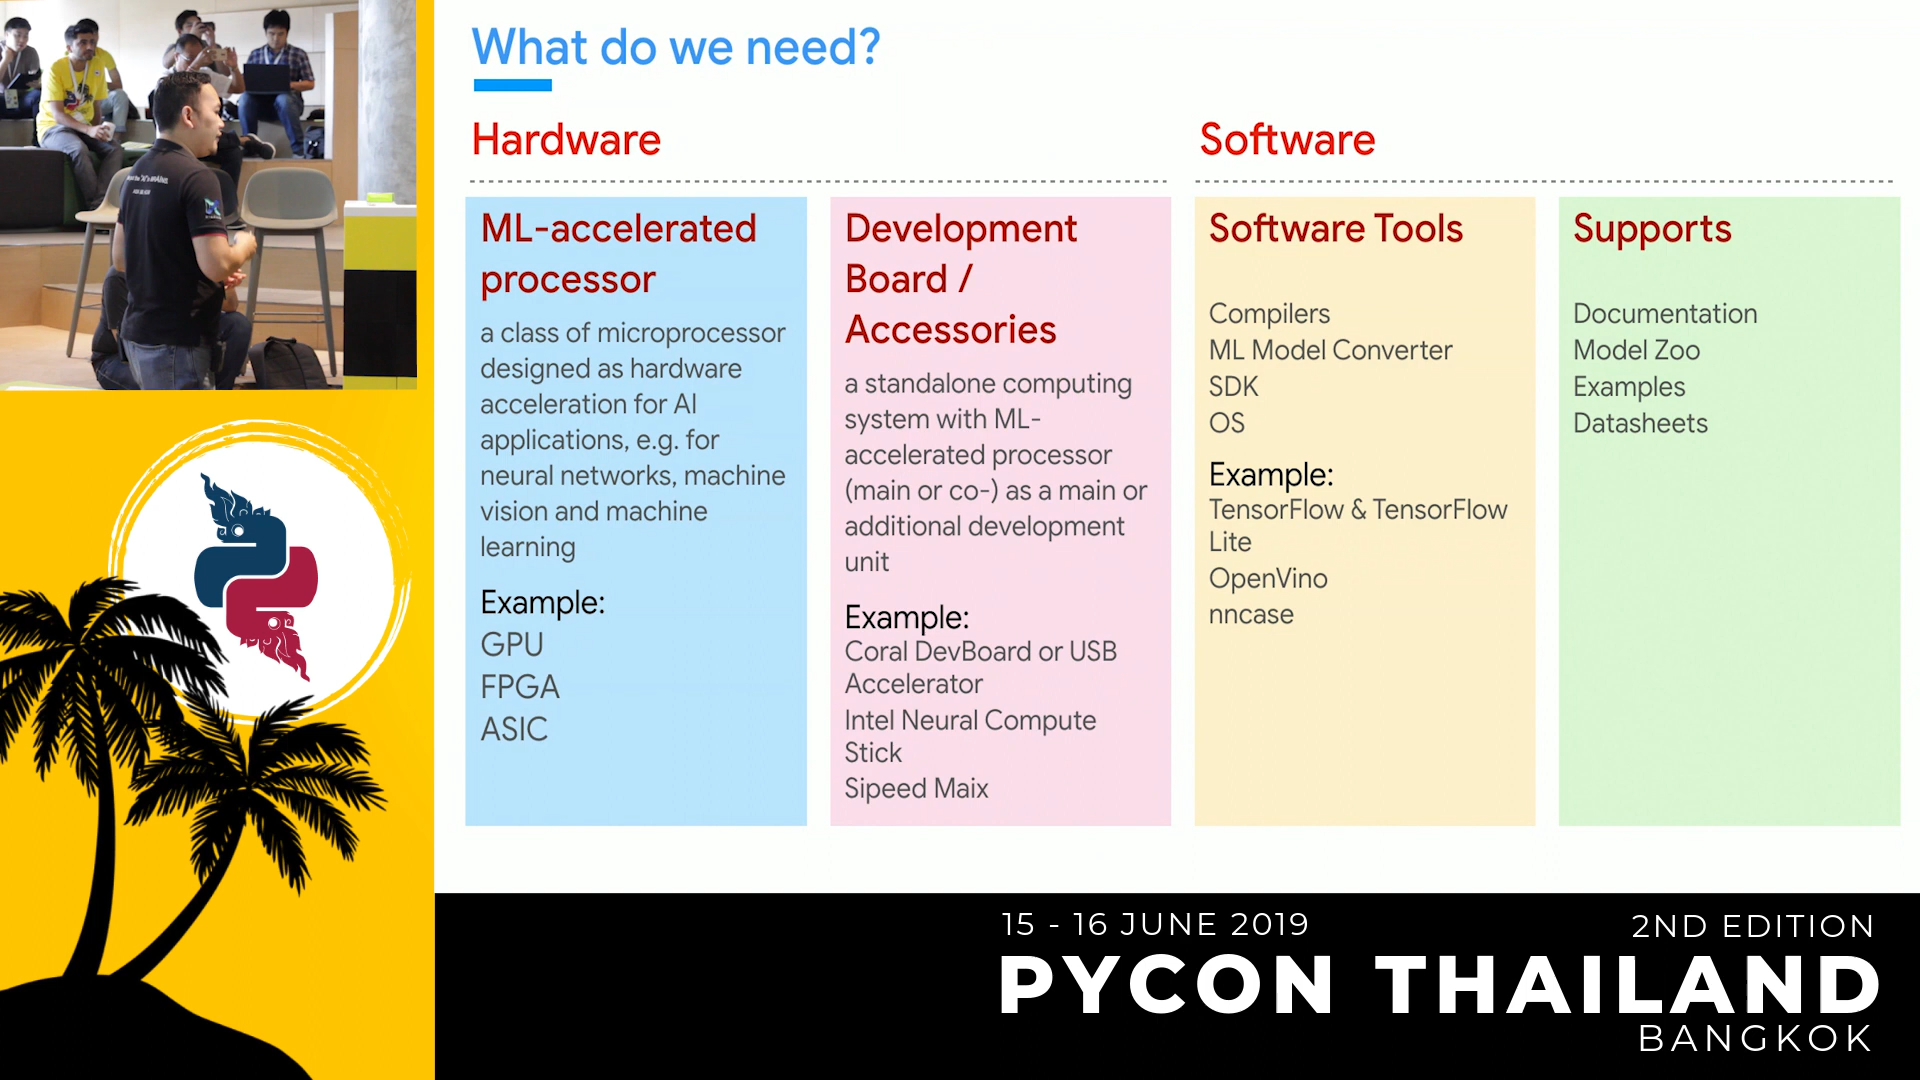 What do we need?
Hardware
Software
ML-accelerated
processor
a class of microprocessor
designed as hardware
acceleration for AI
applications, e.g. for
neural networks, machine
vision and machine
learning
Example:
GPU
FPGA
ASIC
Development
Board /
Accessories
a standalone computing
system with ML-
accelerated processor
(main or co-) as a main or
additional development
unit
Example:
Coral DevBoard or USB
Accelerator
Intel Neural Compute
Stick
Sipeed Maix
Software Tools
Compilers
ML Model Converter
SDK
OS
Example:
TensorFlow & TensorFlow
Lite
OpenVino
nncase
Supports
Documentation
Model Zoo
Examples
Datasheets
15 - 16 JUNE 2019
2ND EDITION
PYCON THAILAND
BANGKOK